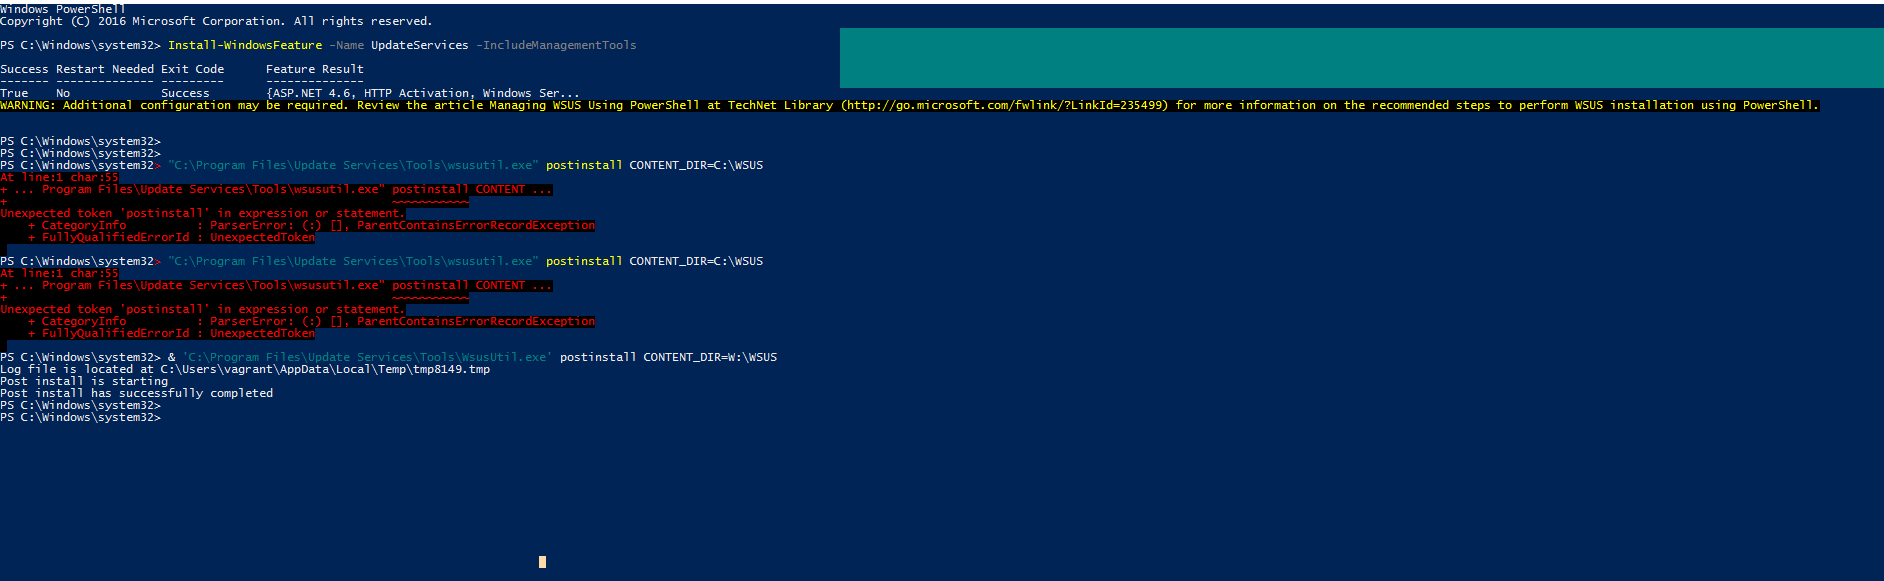 Windows PowerShell
Copyright (C) 2016 Microsoft Corporation. All rights reserved.
PS C:\Windows\system32> Install-WindowsFeature -Name UpdateServices -IncludeManagementTools
Success Restart Needed Exit Code      Feature Result
------- -------------- ---------      --------------
True    No             Success        {ASP.NET 4.6, HTTP Activation, Windows Ser...
WARNING: Additional configuration may be required. Review the article Managing WSUS Using PowerShell at TechNet Library (http://go.microsoft.com/fwlink/?LinkId=235499) for more information on the recommended steps to perform WSUS installation using PowerShell.
PS C:\Windows\system32>
PS C:\Windows\system32>
PS C:\Windows\system32> "C:\Program Files\Update Services\Tools\wsusutil.exe" postinstall CONTENT_DIR=C:\WSUS
At line:1 char:55
+ ... Program Files\Update Services\Tools\wsusutil.exe" postinstall CONTENT ...
+                                                       ~~~~~~~~~~~
Unexpected token 'postinstall' in expression or statement.
    + CategoryInfo          : ParserError: (:) [], ParentContainsErrorRecordException
    + FullyQualifiedErrorId : UnexpectedToken
PS C:\Windows\system32> "C:\Program Files\Update Services\Tools\wsusutil.exe" postinstall CONTENT_DIR=C:\WSUS
At line:1 char:55
+ ... Program Files\Update Services\Tools\wsusutil.exe" postinstall CONTENT ...
+                                                       ~~~~~~~~~~~
Unexpected token 'postinstall' in expression or statement.
    + CategoryInfo          : ParserError: (:) [], ParentContainsErrorRecordException
    + FullyQualifiedErrorId : UnexpectedToken
PS C:\Windows\system32> & 'C:\Program Files\Update Services\Tools\WsusUtil.exe' postinstall CONTENT_DIR=W:\WSUS
Log file is located at C:\Users\vagrant\AppData\Local\Temp\tmp8149.tmp
Post install is starting
Post install has successfully completed
PS C:\Windows\system32>
PS C:\Windows\system32>